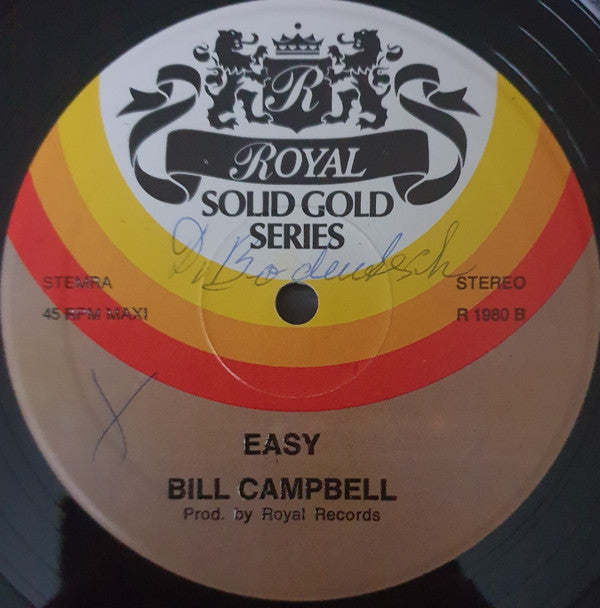 R
ROYAL
SOLID GOLD
SERIES
STEMRA
STEREO
45 RPM MAXI
R 1980 B
X
EASY
BILL CAMPBELL
Prod. by Royal Records